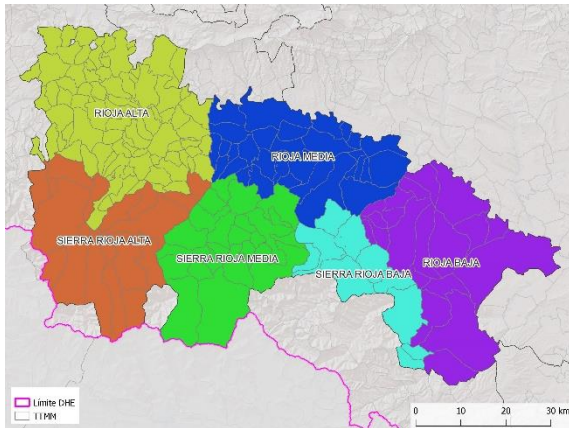 RIOJA ALTA
RIOJA MEDIA
SIERRA RIOJA ALTA
SIERRA RIOJA MEDIA
SIERRA RIOJA BAJA
RIOJA BAJA
Límite DHE
TTMM
0 10 20 30 km